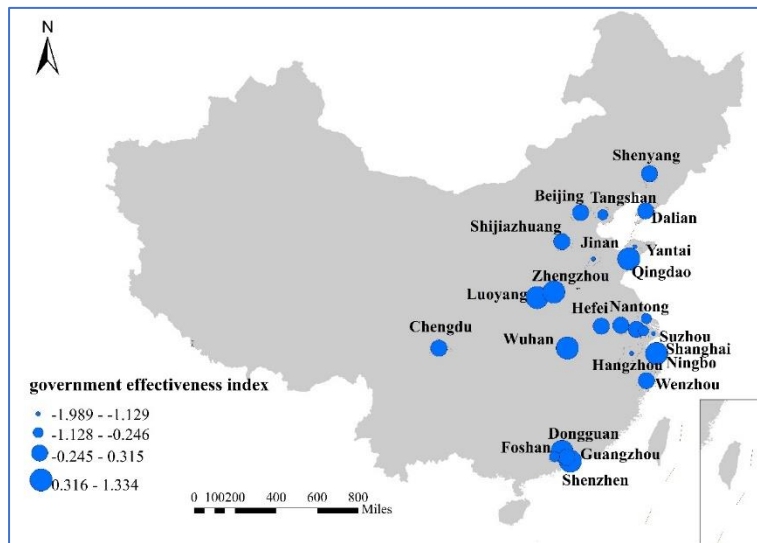 N
Shenyang
Beijing
Tangshan
Dalian
Shijiazhuang
Jinan
Yantai
Qingdao
Zhengzhou
Luoyang
Hefei
Nantong
Chengdu
Wuhan
Suzhou
Shanghai
Ningbo
Hangzhou
Wenzhou
Dongguan
Foshan
Guangzhou
Shenzhen
government effectiveness index
-1.989 - -1.129
-1.128 - -0.246
-0.245 - 0.315
0.316 - 1.334
0 100200 400 600 800
Miles